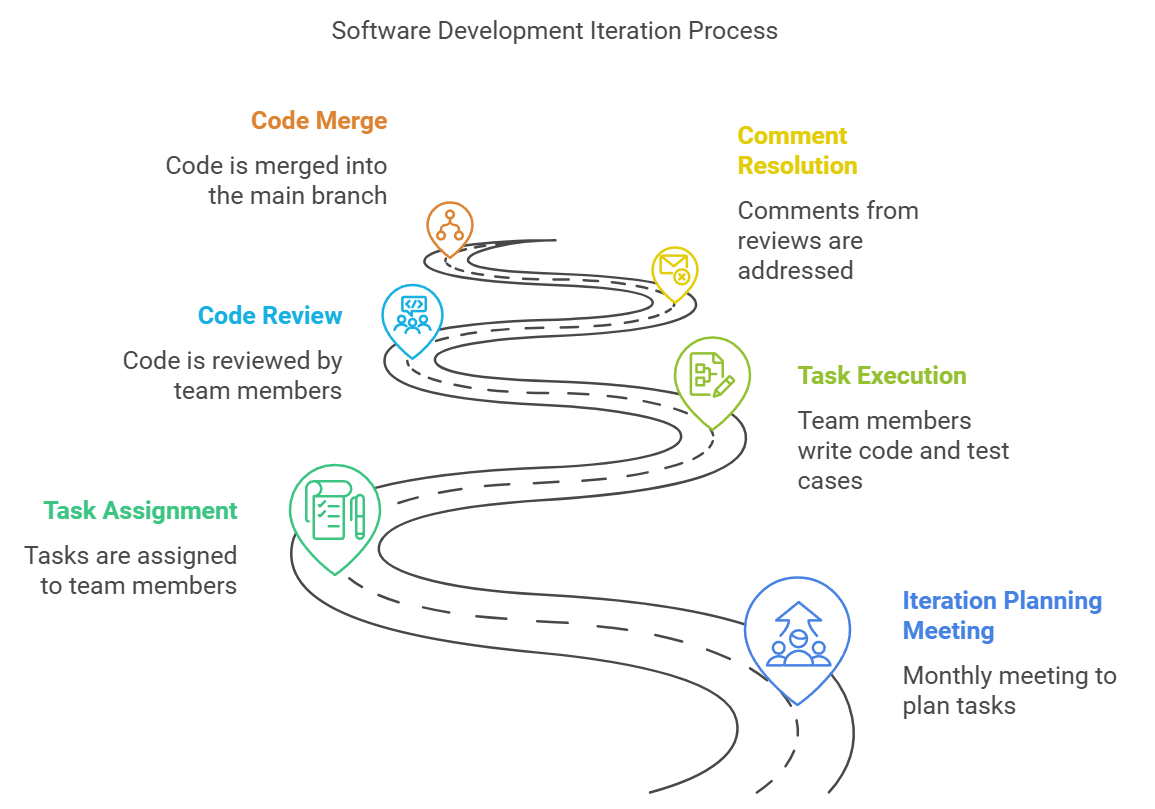 Software Development Iteration Process
Code Merge
Code is merged into
the main branch
Comment
Resolution
Comments from
reviews are
addressed
Code Review
Code is reviewed by
team members
Task Execution
Team members
write code and test
cases
Task Assignment
Tasks are assigned
to team members
Iteration Planning
Meeting
Monthly meeting to
plan tasks